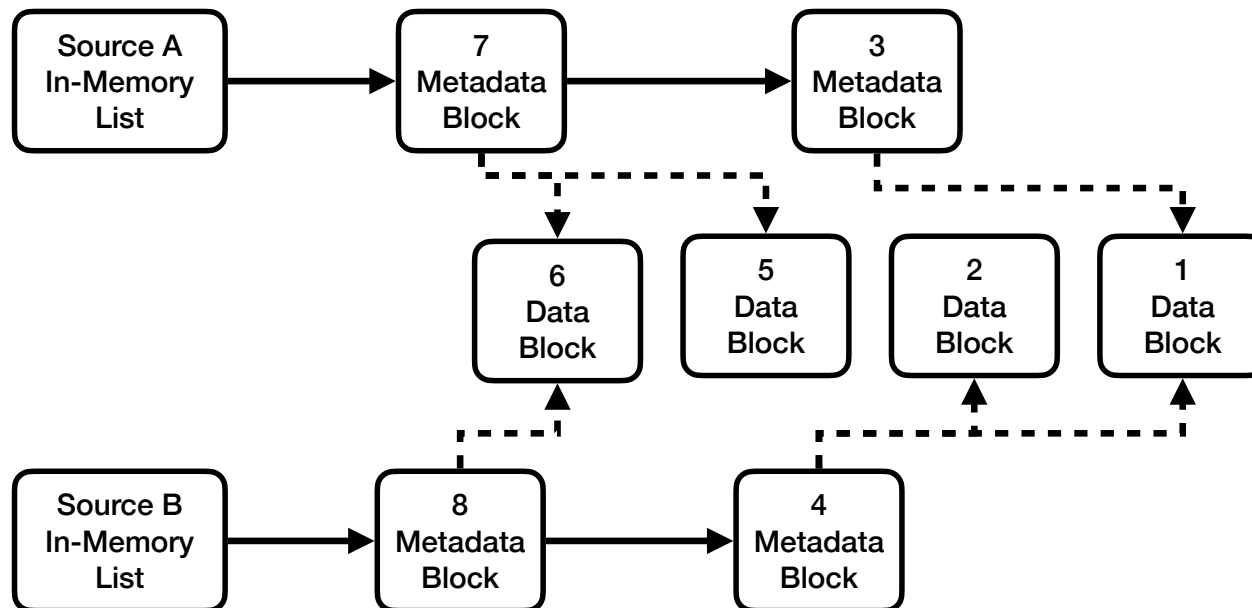 Source A
In-Memory
List
7
Metadata
Block
3
Metadata
Block
6
Data
Block
5
Data
Block
2
Data
Block
1
Data
Block
Source B
In-Memory
List
8
Metadata
Block
4
Metadata
Block